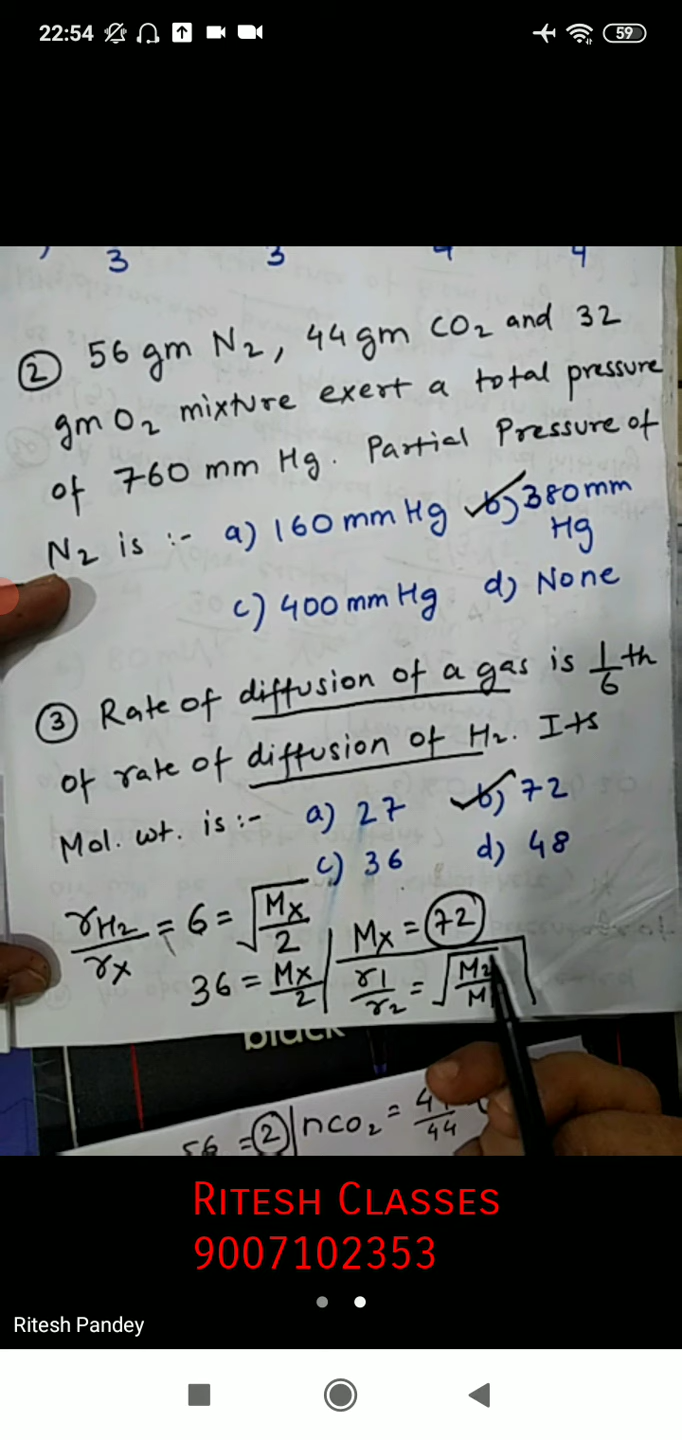 22:54
59
3 3 4 4
② 56 gm N₂, 44 gm CO₂ and 32
gm O₂ mixture exert a total pressure
of 760 mm Hg. Partial Pressure of
N₂ is :- a) 160 mm Hg b) 380 mm Hg
c) 400 mm Hg d) None
③ Rate of diffusion of a gas is 1/6 th
of rate of diffusion of H₂. Its
Mol. wt. is :- a) 27 b) 72
c) 36 d) 48
rH₂/rx = 6 = √(Mx/2) | Mx = 72
36 = Mx/2 | r1/r₂ = √(M₂/M
black
56 = 2 | nCO₂ = 44/44
RITESH CLASSES
9007102353
Ritesh Pandey